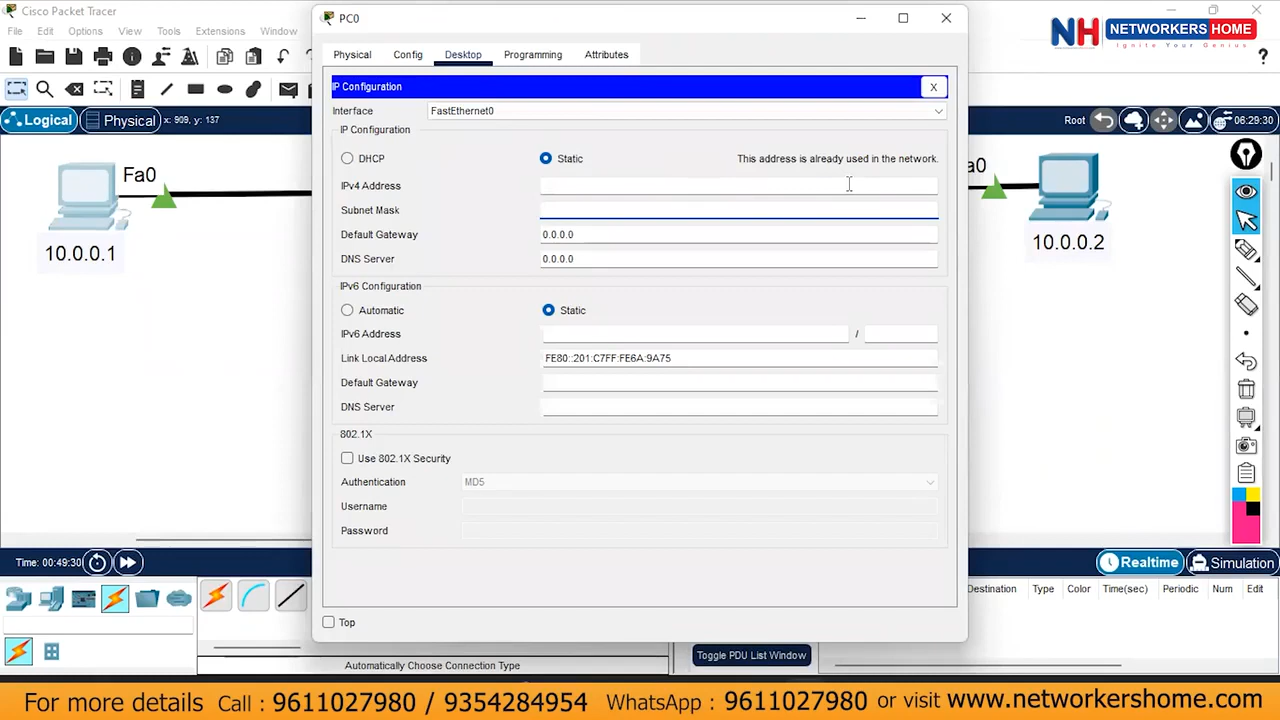 Cisco Packet Tracer
File Edit Options View Tools Extensions Window
PC0
NH NETWORKERS HOME
Ignite Your Genius
Physical Config Desktop Programming Attributes
?
IP Configuration
X
Logical
Physical
x: 909, y: 137
Root
06:29:30
Interface
FastEthernet0
IP Configuration
DHCP
Static
This address is already used in the network.
IPv4 Address
Subnet Mask
Default Gateway
0.0.0.0
DNS Server
0.0.0.0
Fa0
10.0.0.1
a0
10.0.0.2
IPv6 Configuration
Automatic
Static
IPv6 Address
/
Link Local Address
FE80::201:C7FF:FE6A:9A75
Default Gateway
DNS Server
802.1X
Use 802.1X Security
Authentication
MD5
Username
Password
Top
Time: 00:49:30
Realtime
Simulation
Destination Type Color Time(sec) Periodic Num Edit
Automatically Choose Connection Type
Toggle PDU List Window
For more details Call : 9611027980 / 9354284954 WhatsApp : 9611027980 or visit www.networkershome.com